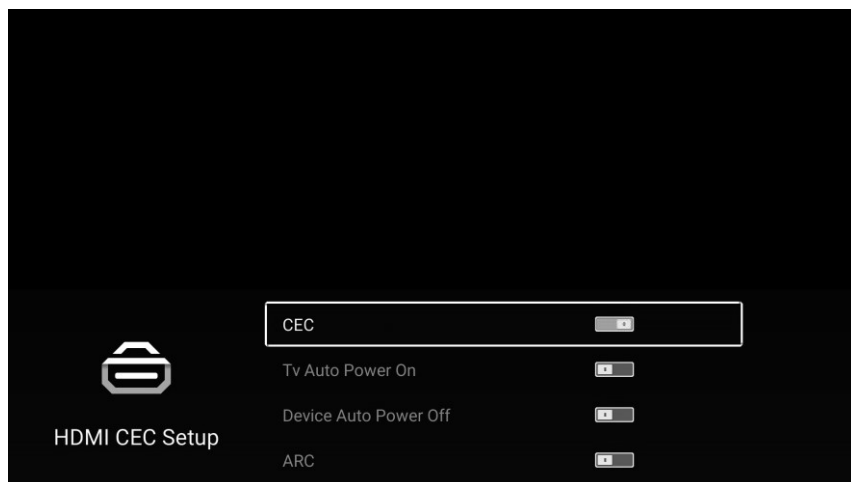 CEC
Tv Auto Power On
Device Auto Power Off
HDMI CEC Setup
ARC